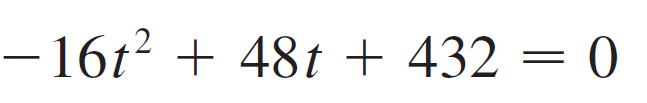 −16t² + 48t + 432 = 0